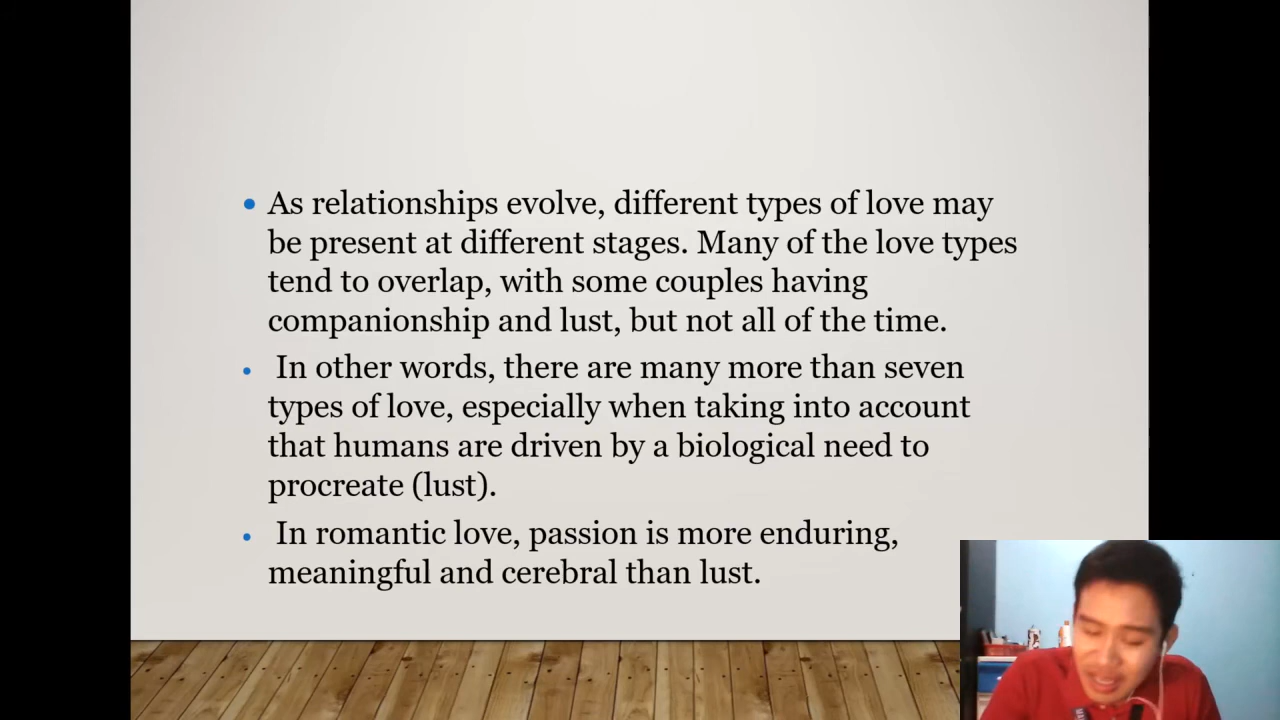 As relationships evolve, different types of love may
be present at different stages. Many of the love types
tend to overlap, with some couples having
companionship and lust, but not all of the time.
In other words, there are many more than seven
types of love, especially when taking into account
that humans are driven by a biological need to
procreate (lust).
In romantic love, passion is more enduring,
meaningful and cerebral than lust.